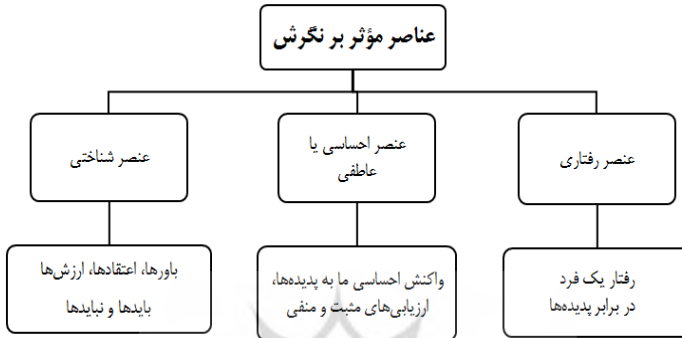 عناصر مؤثر بر نگرش
عنصر رفتاری
عنصر احساسی یا
عاطفی
عنصر شناختی
رفتار یک فرد
در برابر پدیده‌ها
واکنش احساسی ما به پدیده‌ها،
ارزیابی‌های مثبت و منفی
باورها، اعتقادها، ارزش‌ها
بایدها و نبایدها